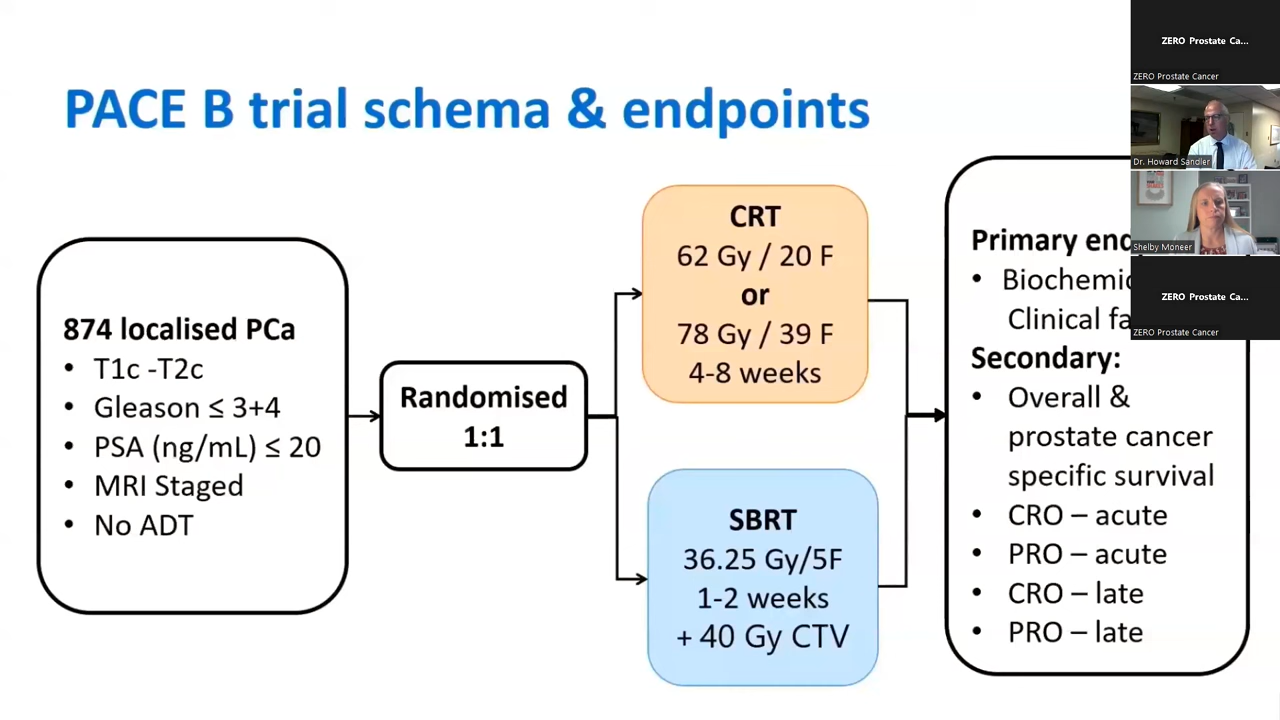 PACE B trial schema & endpoints
874 localised PCa
• T1c -T2c
• Gleason ≤ 3+4
• PSA (ng/mL) ≤ 20
• MRI Staged
• No ADT
Randomised
1:1
CRT
62 Gy / 20 F
or
78 Gy / 39 F
4-8 weeks
SBRT
36.25 Gy/5F
1-2 weeks
+ 40 Gy CTV
Primary
•
Clinical
Secondary:
• Overall &
prostate cancer
specific survival
• CRO – acute
• PRO – acute
• CRO – late
• PRO – late
ZERO Prostate Ca...
ZERO Prostate Cancer
Dr. Howard Sandler
Shelby Moneer
ZERO Prostate Ca...
ZERO Prostate Cancer